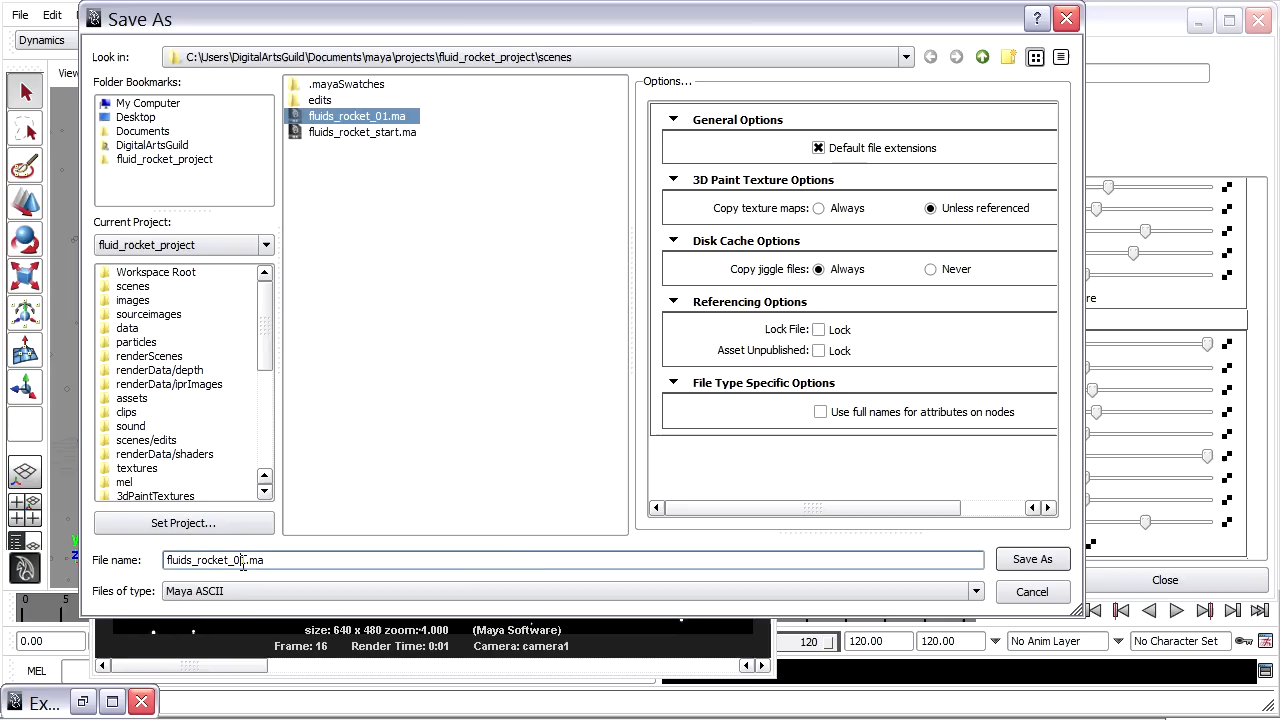 File Edit
Save As
Dynamics
Look in: C:\Users\DigitalArtsGuild\Documents\maya\projects\fluid_rocket_project\scenes
View
Folder Bookmarks:
My Computer
Desktop
Documents
DigitalArtsGuild
fluid_rocket_project
.mayaSwatches
edits
fluids_rocket_01.ma
fluids_rocket_start.ma
Options...
General Options
Default file extensions
3D Paint Texture Options
Copy texture maps: Always Unless referenced
Disk Cache Options
Copy jiggle files: Always Never
Referencing Options
Lock File: Lock
Asset Unpublished: Lock
File Type Specific Options
Use full names for attributes on nodes
Current Project:
fluid_rocket_project
Workspace Root
scenes
images
sourceimages
data
particles
renderScenes
renderData/depth
renderData/iprImages
assets
clips
sound
scenes/edits
renderData/shaders
textures
mel
3dPaintTextures
Set Project...
File name: fluids_rocket_0 .ma
Save As
Files of type: Maya ASCII
Cancel
Close
0 5
size: 640 x 480 zoom: 4.000 (Maya Software)
Frame: 16 Render Time: 0:01 Camera: camera1
0.00
120
120.00
120.00
No Anim Layer
No Character Set
MEL
Ex...